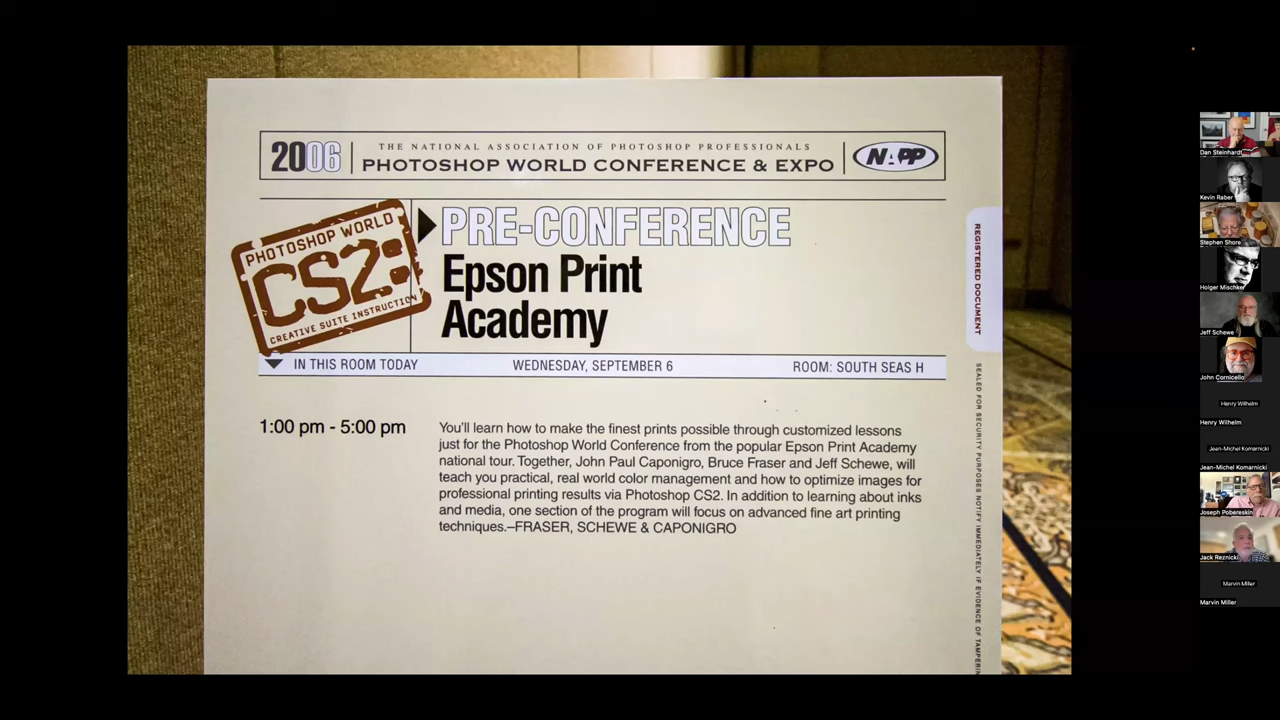 2006
THE NATIONAL ASSOCIATION OF PHOTOSHOP PROFESSIONALS
PHOTOSHOP WORLD CONFERENCE & EXPO
NAPP
PHOTOSHOP WORLD
CS2:
CREATIVE SUITE INSTRUCTION
PRE-CONFERENCE
Epson Print
Academy
IN THIS ROOM TODAY
WEDNESDAY, SEPTEMBER 6
ROOM: SOUTH SEAS H
1:00 pm - 5:00 pm
You'll learn how to make the finest prints possible through customized lessons
just for the Photoshop World Conference from the popular Epson Print Academy
national tour. Together, John Paul Caponigro, Bruce Fraser and Jeff Schewe, will
teach you practical, real world color management and how to optimize images for
professional printing results via Photoshop CS2. In addition to learning about inks
and media, one section of the program will focus on advanced fine art printing
techniques.–FRASER, SCHEWE & CAPONIGRO
REGISTERED DOCUMENT
SEALED FOR SECURITY PURPOSES NOTIFY IMMEDIATELY IF EVIDENCE OF TAMPERIN
Dan Steinhardt
Kevin Raber
Stephen Shore
Holger Mischke
Jeff Schewe
John Cornicello
Henry Wilhelm
Henry Wilhelm
Jean-Michel Komarnicki
Jean-Michel Komarnicki
Joseph Pobereskin
Jack Reznicki
Marvin Miller
Marvin Miller